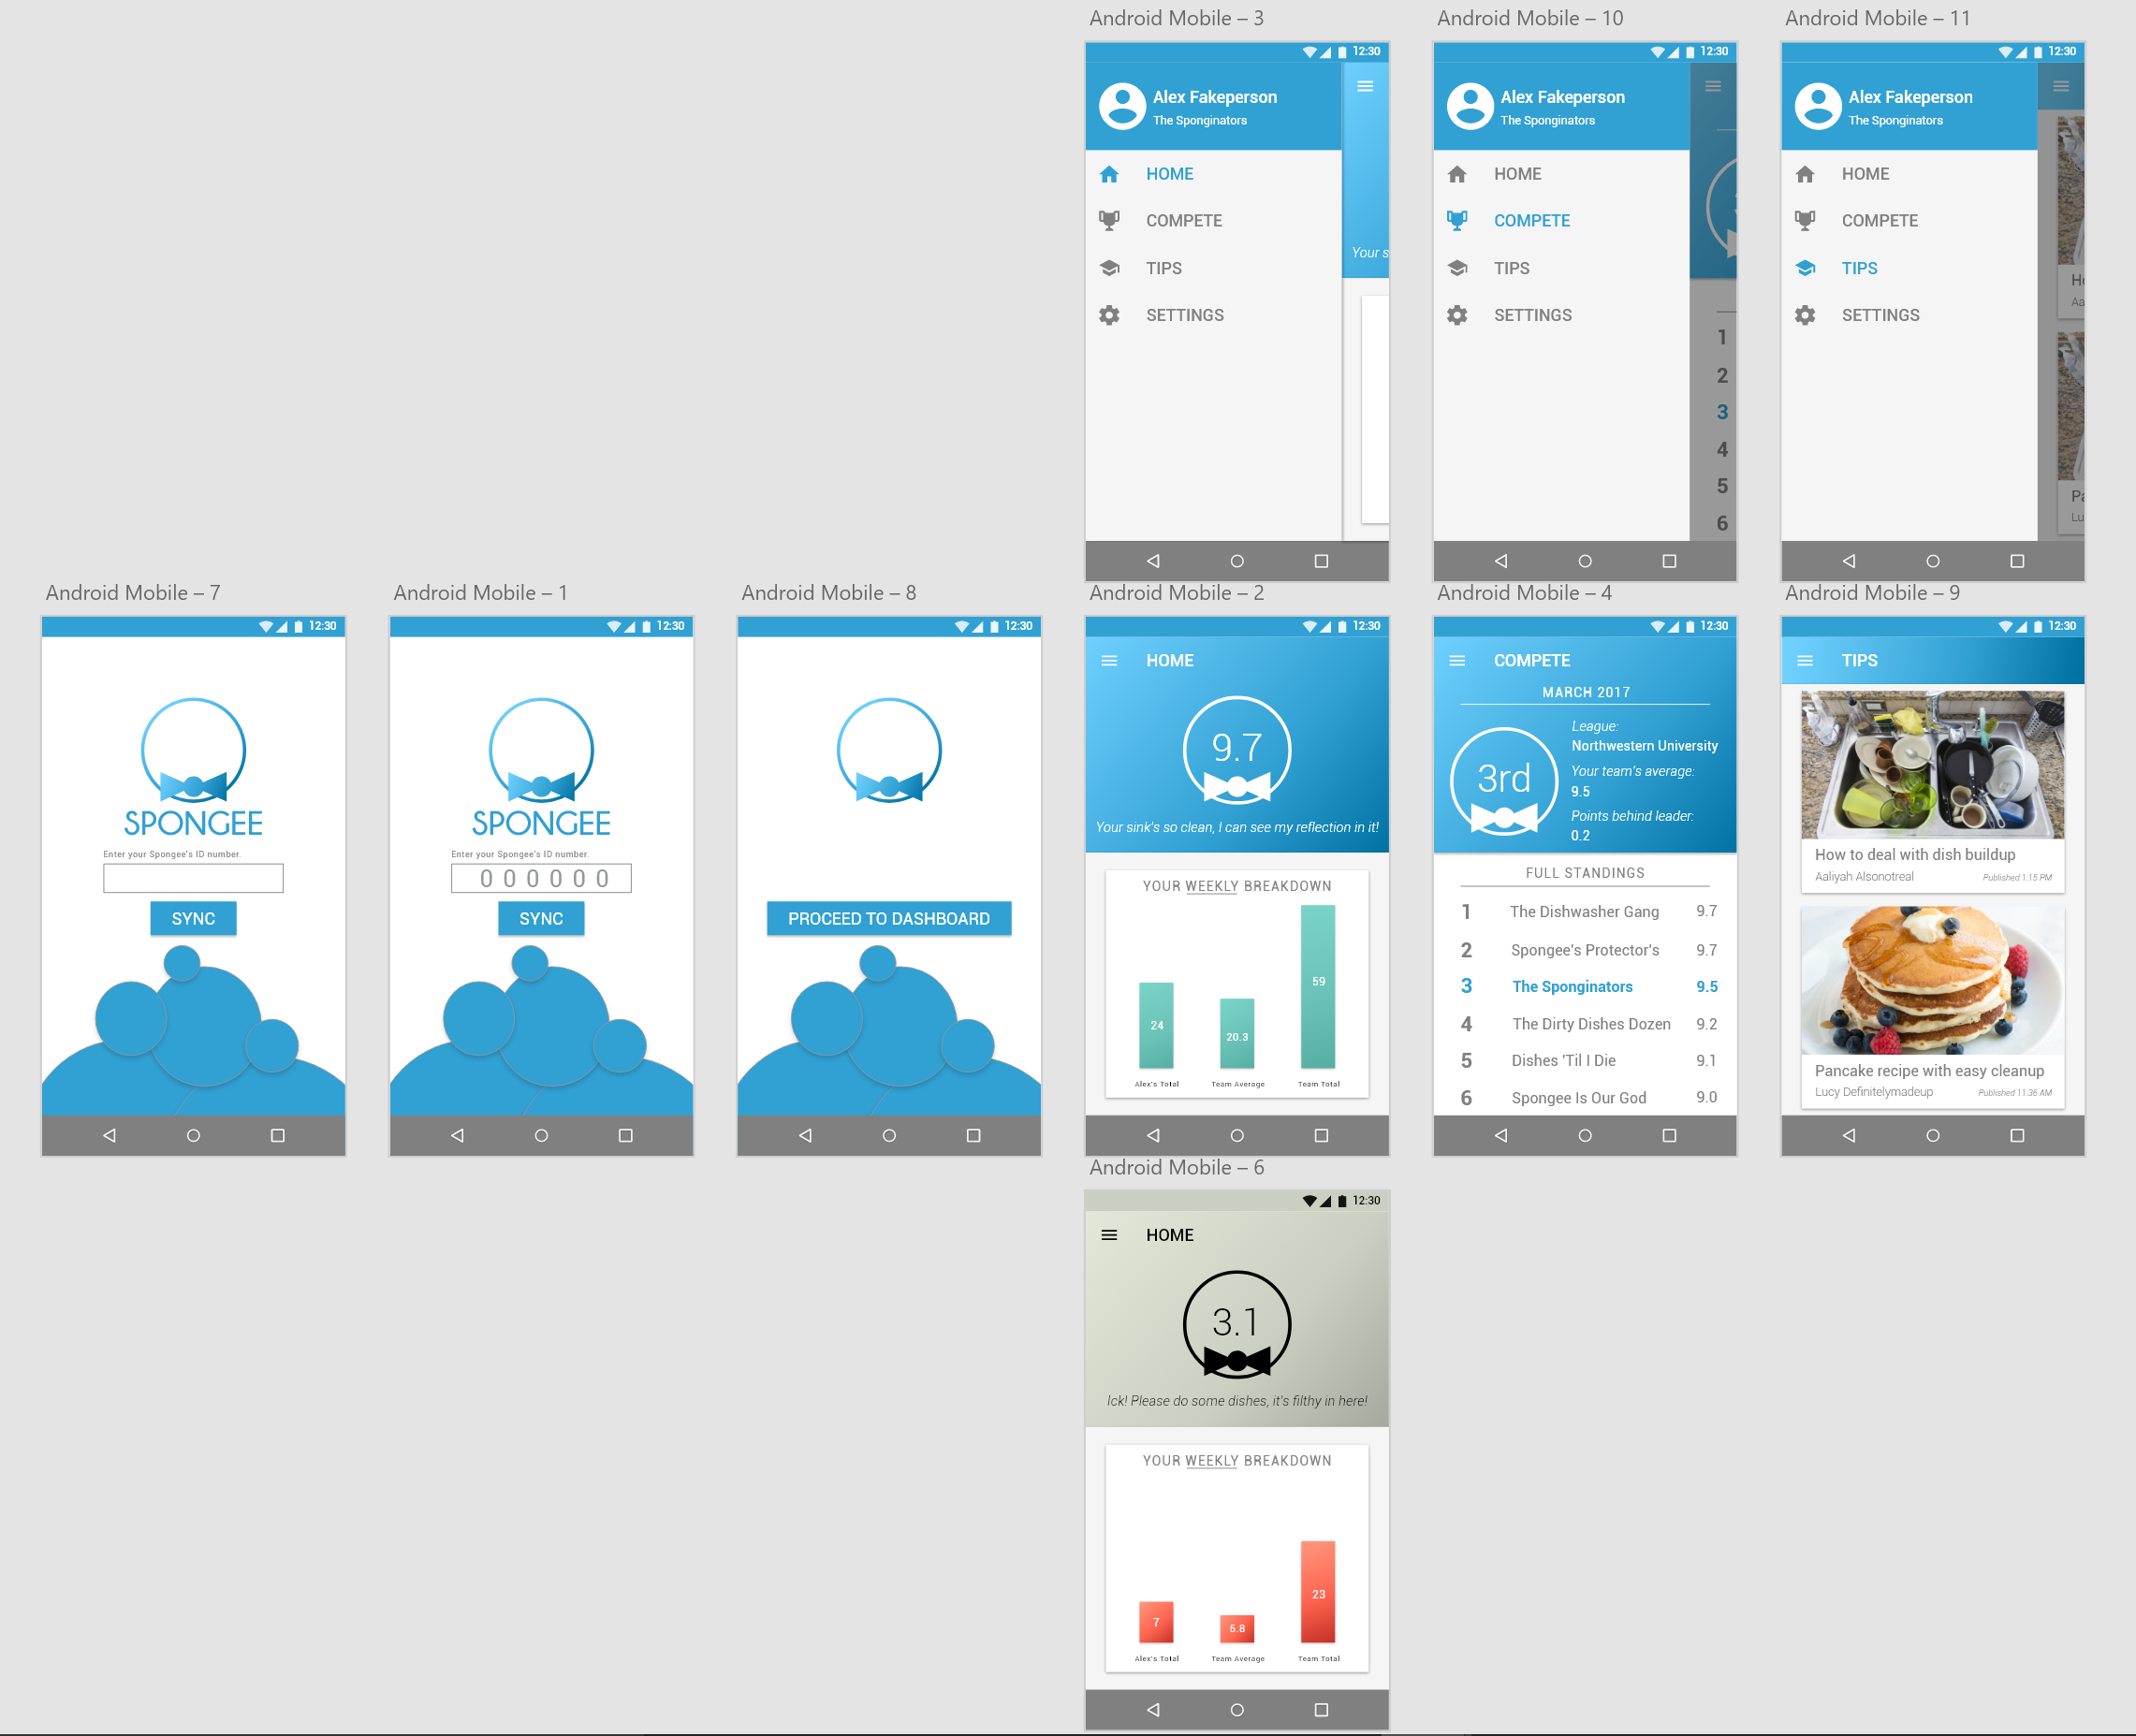 Android Mobile – 3
12:30
Alex Fakeperson
The Sponginators
HOME
COMPETE
TIPS
SETTINGS
Your s
Android Mobile – 10
12:30
Alex Fakeperson
The Sponginators
HOME
COMPETE
TIPS
SETTINGS
1
2
3
4
5
6
Android Mobile – 11
12:30
Alex Fakeperson
The Sponginators
HOME
COMPETE
TIPS
SETTINGS
Ho
Aa
Pa
Lu
Android Mobile – 7
12:30
SPONGEE
Enter your Spongee's ID number.
SYNC
Android Mobile – 1
12:30
SPONGEE
Enter your Spongee's ID number.
0 0 0 0 0 0
SYNC
Android Mobile – 8
12:30
PROCEED TO DASHBOARD
Android Mobile – 2
12:30
HOME
9.7
Your sink's so clean, I can see my reflection in it!
YOUR WEEKLY BREAKDOWN
24
20.3
59
Alex's Total
Team Average
Team Total
Android Mobile – 4
12:30
COMPETE
MARCH 2017
3rd
League:
Northwestern University
Your team's average:
9.5
Points behind leader:
0.2
FULL STANDINGS
1 The Dishwasher Gang 9.7
2 Spongee's Protector's 9.7
3 The Sponginators 9.5
4 The Dirty Dishes Dozen 9.2
5 Dishes 'Til I Die 9.1
6 Spongee Is Our God 9.0
Android Mobile – 9
12:30
TIPS
How to deal with dish buildup
Aaliyah Alsonotreal Published 1:15 PM
Pancake recipe with easy cleanup
Lucy Definitelymadeup Published 11:36 AM
Android Mobile – 6
12:30
HOME
3.1
Ick! Please do some dishes, it's filthy in here!
YOUR WEEKLY BREAKDOWN
7
5.8
23
Alex's Total
Team Average
Team Total